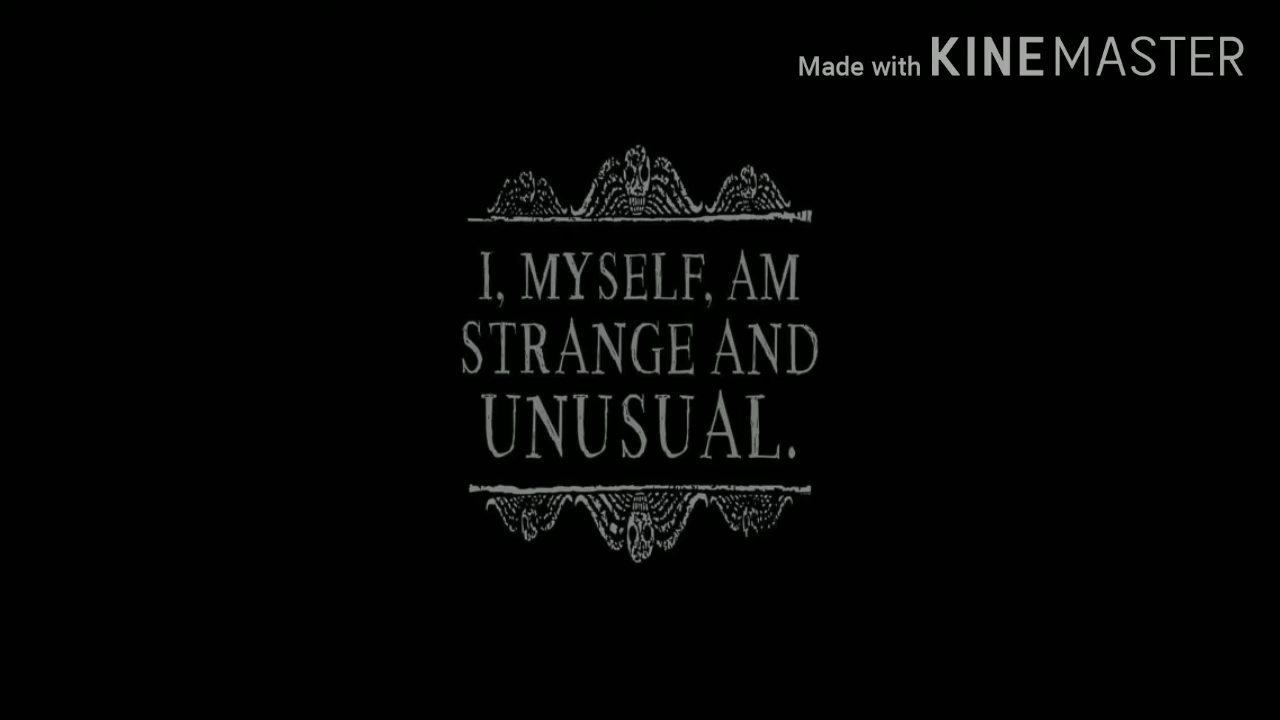 Made with KINEMASTER
I, MYSELF, AM
STRANGE AND
UNUSUAL.